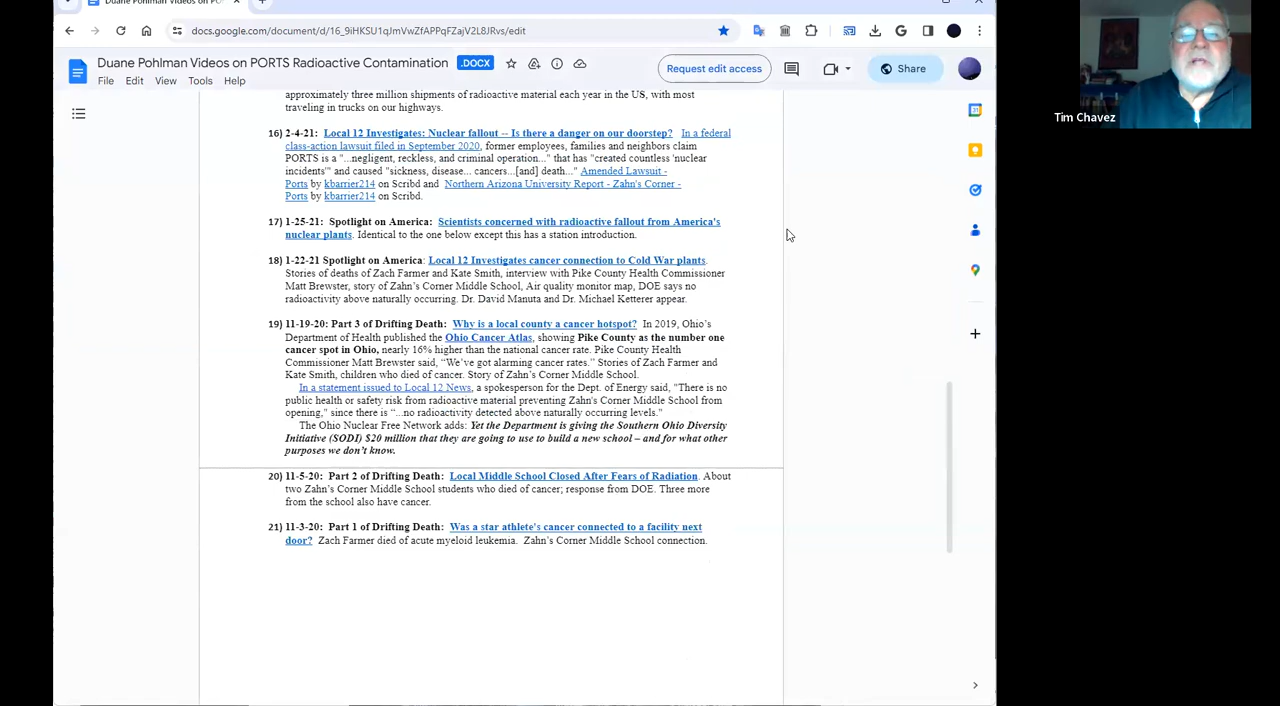 Duane Pohlman Videos on PO
docs.google.com/document/d/16_9iHKSU1qJmVwZfAPPqFZajV2L8JRvs/edit
Duane Pohlman Videos on PORTS Radioactive Contamination
.DOCX
File Edit View Tools Help
Request edit access
Share
Tim Chavez
approximately three million shipments of radioactive material each year in the US, with most
traveling in trucks on our highways.
16) 2-4-21: Local 12 Investigates: Nuclear fallout -- Is there a danger on our doorstep? In a federal
class-action lawsuit filed in September 2020, former employees, families and neighbors claim
PORTS is a "...negligent, reckless, and criminal operation..." that has "created countless 'nuclear
incidents'" and caused "sickness, disease... cancers...[and] death..." Amended Lawsuit -
Ports by kbarrier214 on Scribd and Northern Arizona University Report - Zahn's Corner -
Ports by kbarrier214 on Scribd.
17) 1-25-21: Spotlight on America: Scientists concerned with radioactive fallout from America's
nuclear plants. Identical to the one below except this has a station introduction.
18) 1-22-21 Spotlight on America: Local 12 Investigates cancer connection to Cold War plants.
Stories of deaths of Zach Farmer and Kate Smith, interview with Pike County Health Commissioner
Matt Brewster, story of Zahn's Corner Middle School, Air quality monitor map, DOE says no
radioactivity above naturally occurring. Dr. David Manuta and Dr. Michael Ketterer appear.
19) 11-19-20: Part 3 of Drifting Death: Why is a local county a cancer hotspot? In 2019, Ohio's
Department of Health published the Ohio Cancer Atlas, showing Pike County as the number one
cancer spot in Ohio, nearly 16% higher than the national cancer rate. Pike County Health
Commissioner Matt Brewster said, "We've got alarming cancer rates." Stories of Zach Farmer and
Kate Smith, children who died of cancer. Story of Zahn's Corner Middle School.
In a statement issued to Local 12 News, a spokesperson for the Dept. of Energy said, "There is no
public health or safety risk from radioactive material preventing Zahn's Corner Middle School from
opening," since there is "...no radioactivity detected above naturally occurring levels."
The Ohio Nuclear Free Network adds: Yet the Department is giving the Southern Ohio Diversity
Initiative (SODI) $20 million that they are going to use to build a new school – and for what other
purposes we don't know.
20) 11-5-20: Part 2 of Drifting Death: Local Middle School Closed After Fears of Radiation. About
two Zahn's Corner Middle School students who died of cancer; response from DOE. Three more
from the school also have cancer.
21) 11-3-20: Part 1 of Drifting Death: Was a star athlete's cancer connected to a facility next
door? Zach Farmer died of acute myeloid leukemia. Zahn's Corner Middle School connection.